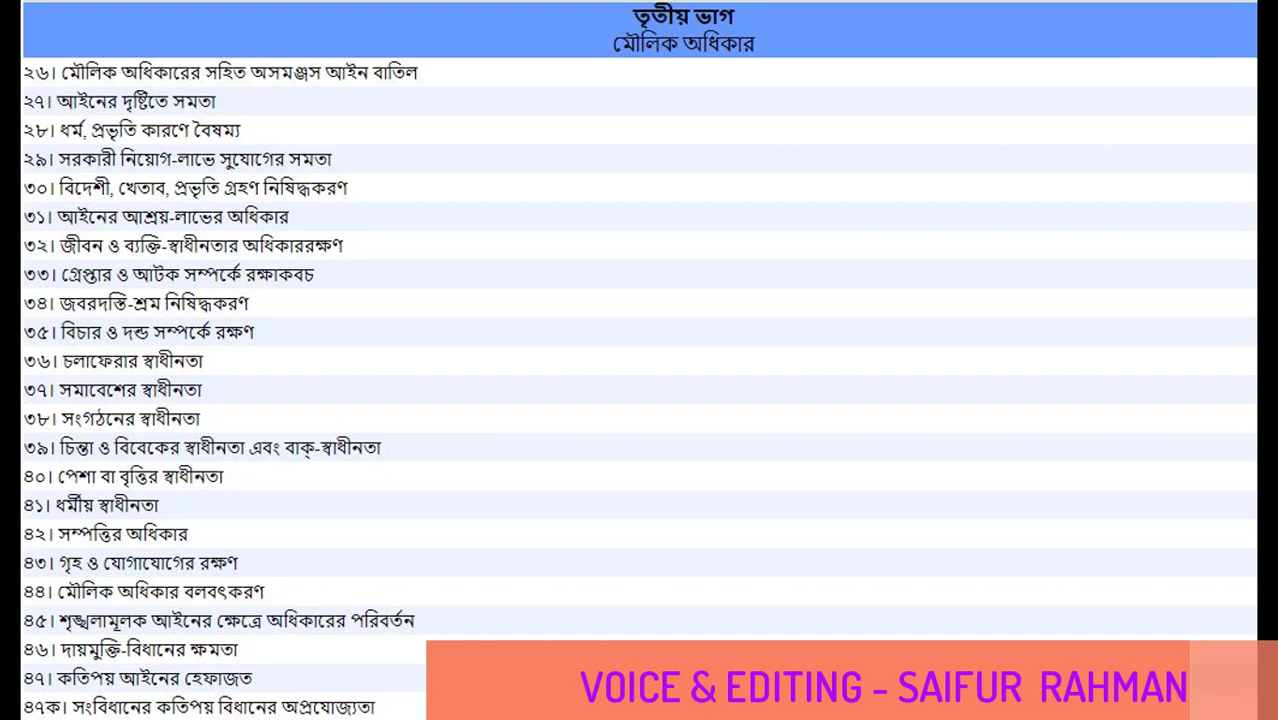 তৃতীয় ভাগ
মৌলিক অধিকার
২৬। মৌলিক অধিকারের সহিত অসমঞ্জস আইন বাতিল
২৭। আইনের দৃষ্টিতে সমতা
২৮। ধর্ম, প্রভৃতি কারণে বৈষম্য
২৯। সরকারী নিয়োগ-লাভে সুযোগের সমতা
৩০। বিদেশী, খেতাব, প্রভৃতি গ্রহণ নিষিদ্ধকরণ
৩১। আইনের আশ্রয়-লাভের অধিকার
৩২। জীবন ও ব্যক্তি-স্বাধীনতার অধিকাররক্ষণ
৩৩। গ্রেপ্তার ও আটক সম্পর্কে রক্ষাকবচ
৩৪। জবরদস্তি-শ্রম নিষিদ্ধকরণ
৩৫। বিচার ও দন্ড সম্পর্কে রক্ষণ
৩৬। চলাফেরার স্বাধীনতা
৩৭। সমাবেশের স্বাধীনতা
৩৮। সংগঠনের স্বাধীনতা
৩৯। চিন্তা ও বিবেকের স্বাধীনতা এবং বাক্-স্বাধীনতা
৪০। পেশা বা বৃত্তির স্বাধীনতা
৪১। ধর্মীয় স্বাধীনতা
৪২। সম্পত্তির অধিকার
৪৩। গৃহ ও যোগাযোগের রক্ষণ
৪৪। মৌলিক অধিকার বলবৎকরণ
৪৫। শৃঙ্খলামূলক আইনের ক্ষেত্রে অধিকারের পরিবর্তন
৪৬। দায়মুক্তি-বিধানের ক্ষমতা
৪৭। কতিপয় আইনের হেফাজত
৪৭ক। সংবিধানের কতিপয় বিধানের অপ্রযোজ্যতা
VOICE & EDITING - SAIFUR RAHMAN